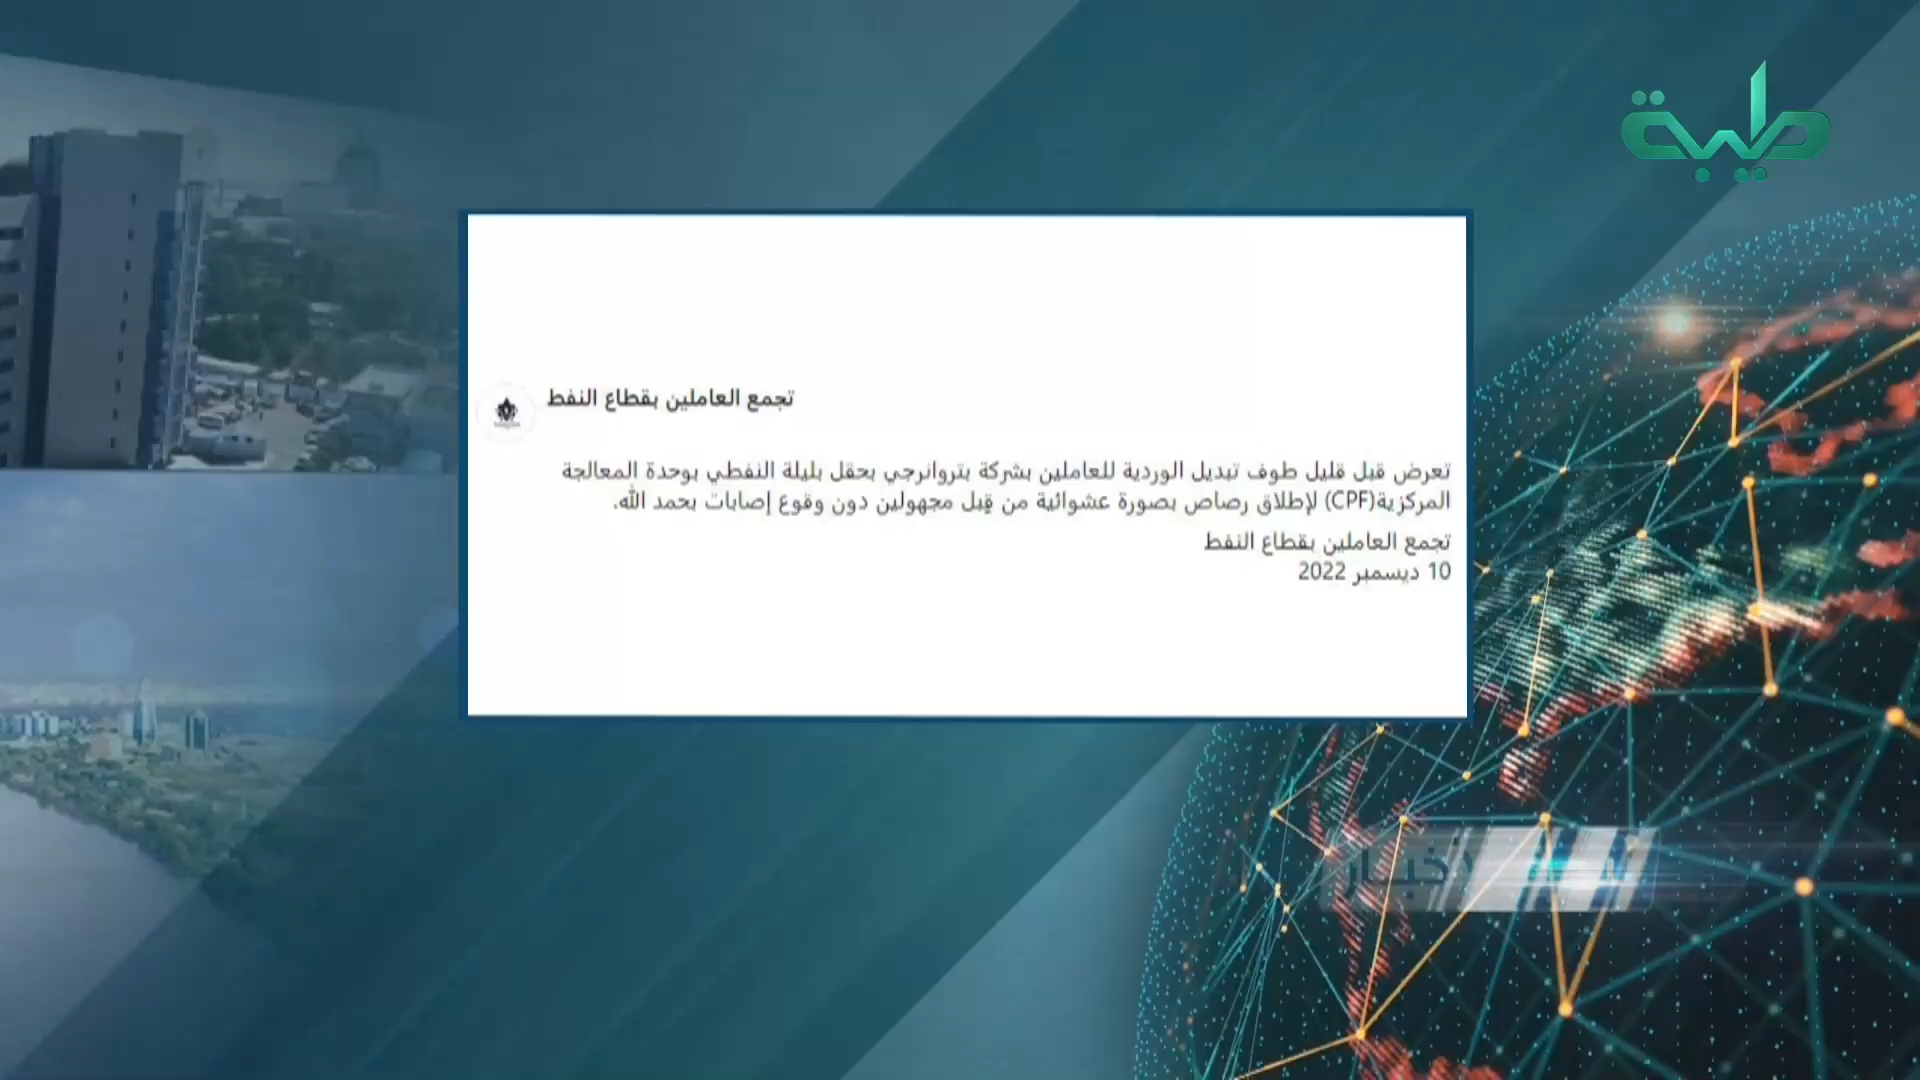 طيبة
تجمع العاملين بقطاع النفط
تعرض قبل قليل طوف تبديل الوردية للعاملين بشركة بتروانرجي بحقل بليلة النفطي بوحدة المعالجة
المركزية(CPF) لإطلاق رصاص بصورة عشوائية من قِبل مجهولين دون وقوع إصابات بحمد الله.
تجمع العاملين بقطاع النفط
10 ديسمبر 2022